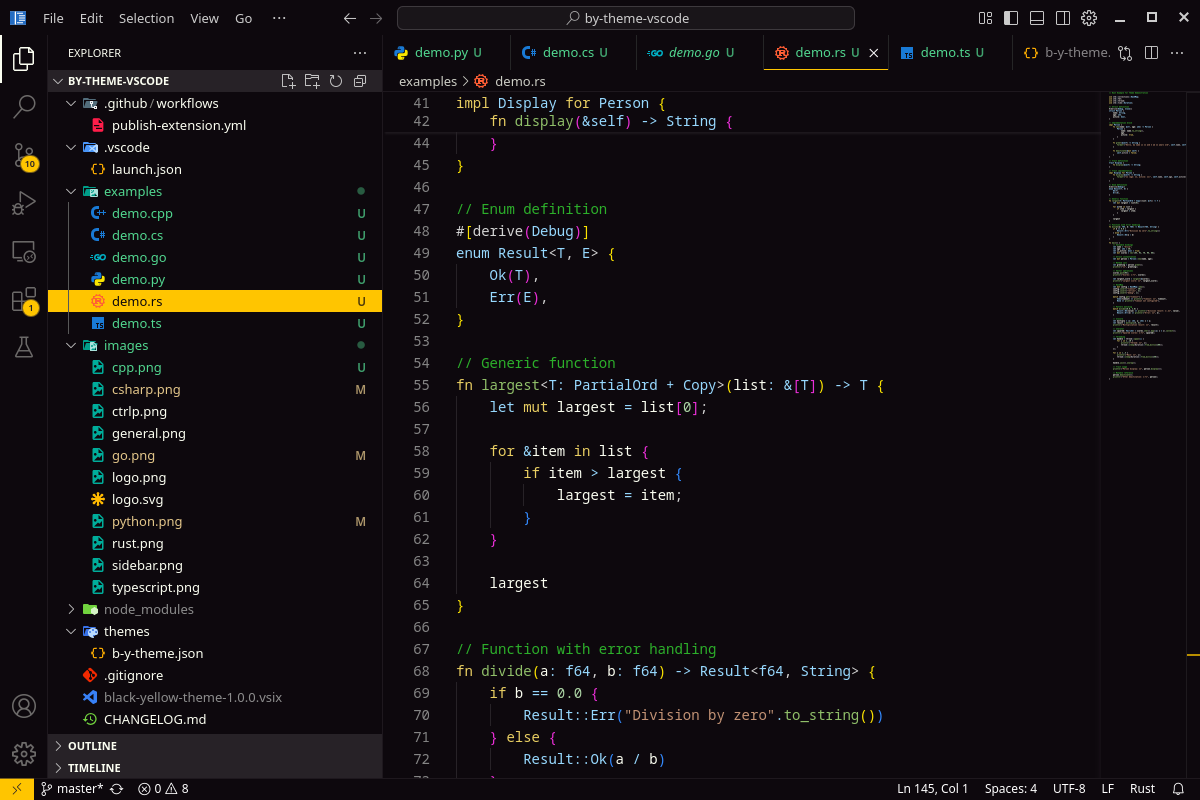 File Edit Selection View Go ⋯
by-theme-vscode
EXPLORER
BY-THEME-VSCODE
.github / workflows
publish-extension.yml
.vscode
launch.json
examples
demo.cpp U
demo.cs U
demo.go U
demo.py U
demo.rs U
demo.ts U
images
cpp.png U
csharp.png M
ctrlp.png
general.png
go.png M
logo.png
logo.svg
python.png M
rust.png
sidebar.png
typescript.png
node_modules
themes
b-y-theme.json
.gitignore
black-yellow-theme-1.0.0.vsix
CHANGELOG.md
OUTLINE
TIMELINE
10
1
demo.py U demo.cs U demo.go U demo.rs U demo.ts U b-y-theme.
examples > demo.rs
41 impl Display for Person {
42     fn display(&self) -> String {
44     }
45 }
46
47 // Enum definition
48 #[derive(Debug)]
49 enum Result<T, E> {
50     Ok(T),
51     Err(E),
52 }
53
54 // Generic function
55 fn largest<T: PartialOrd + Copy>(list: &[T]) -> T {
56     let mut largest = list[0];
57
58     for &item in list {
59         if item > largest {
60             largest = item;
61         }
62     }
63
64     largest
65 }
66
67 // Function with error handling
68 fn divide(a: f64, b: f64) -> Result<f64, String> {
69     if b == 0.0 {
70         Result::Err("Division by zero".to_string())
71     } else {
72         Result::Ok(a / b)
master* 0 8 Ln 145, Col 1 Spaces: 4 UTF-8 LF Rust